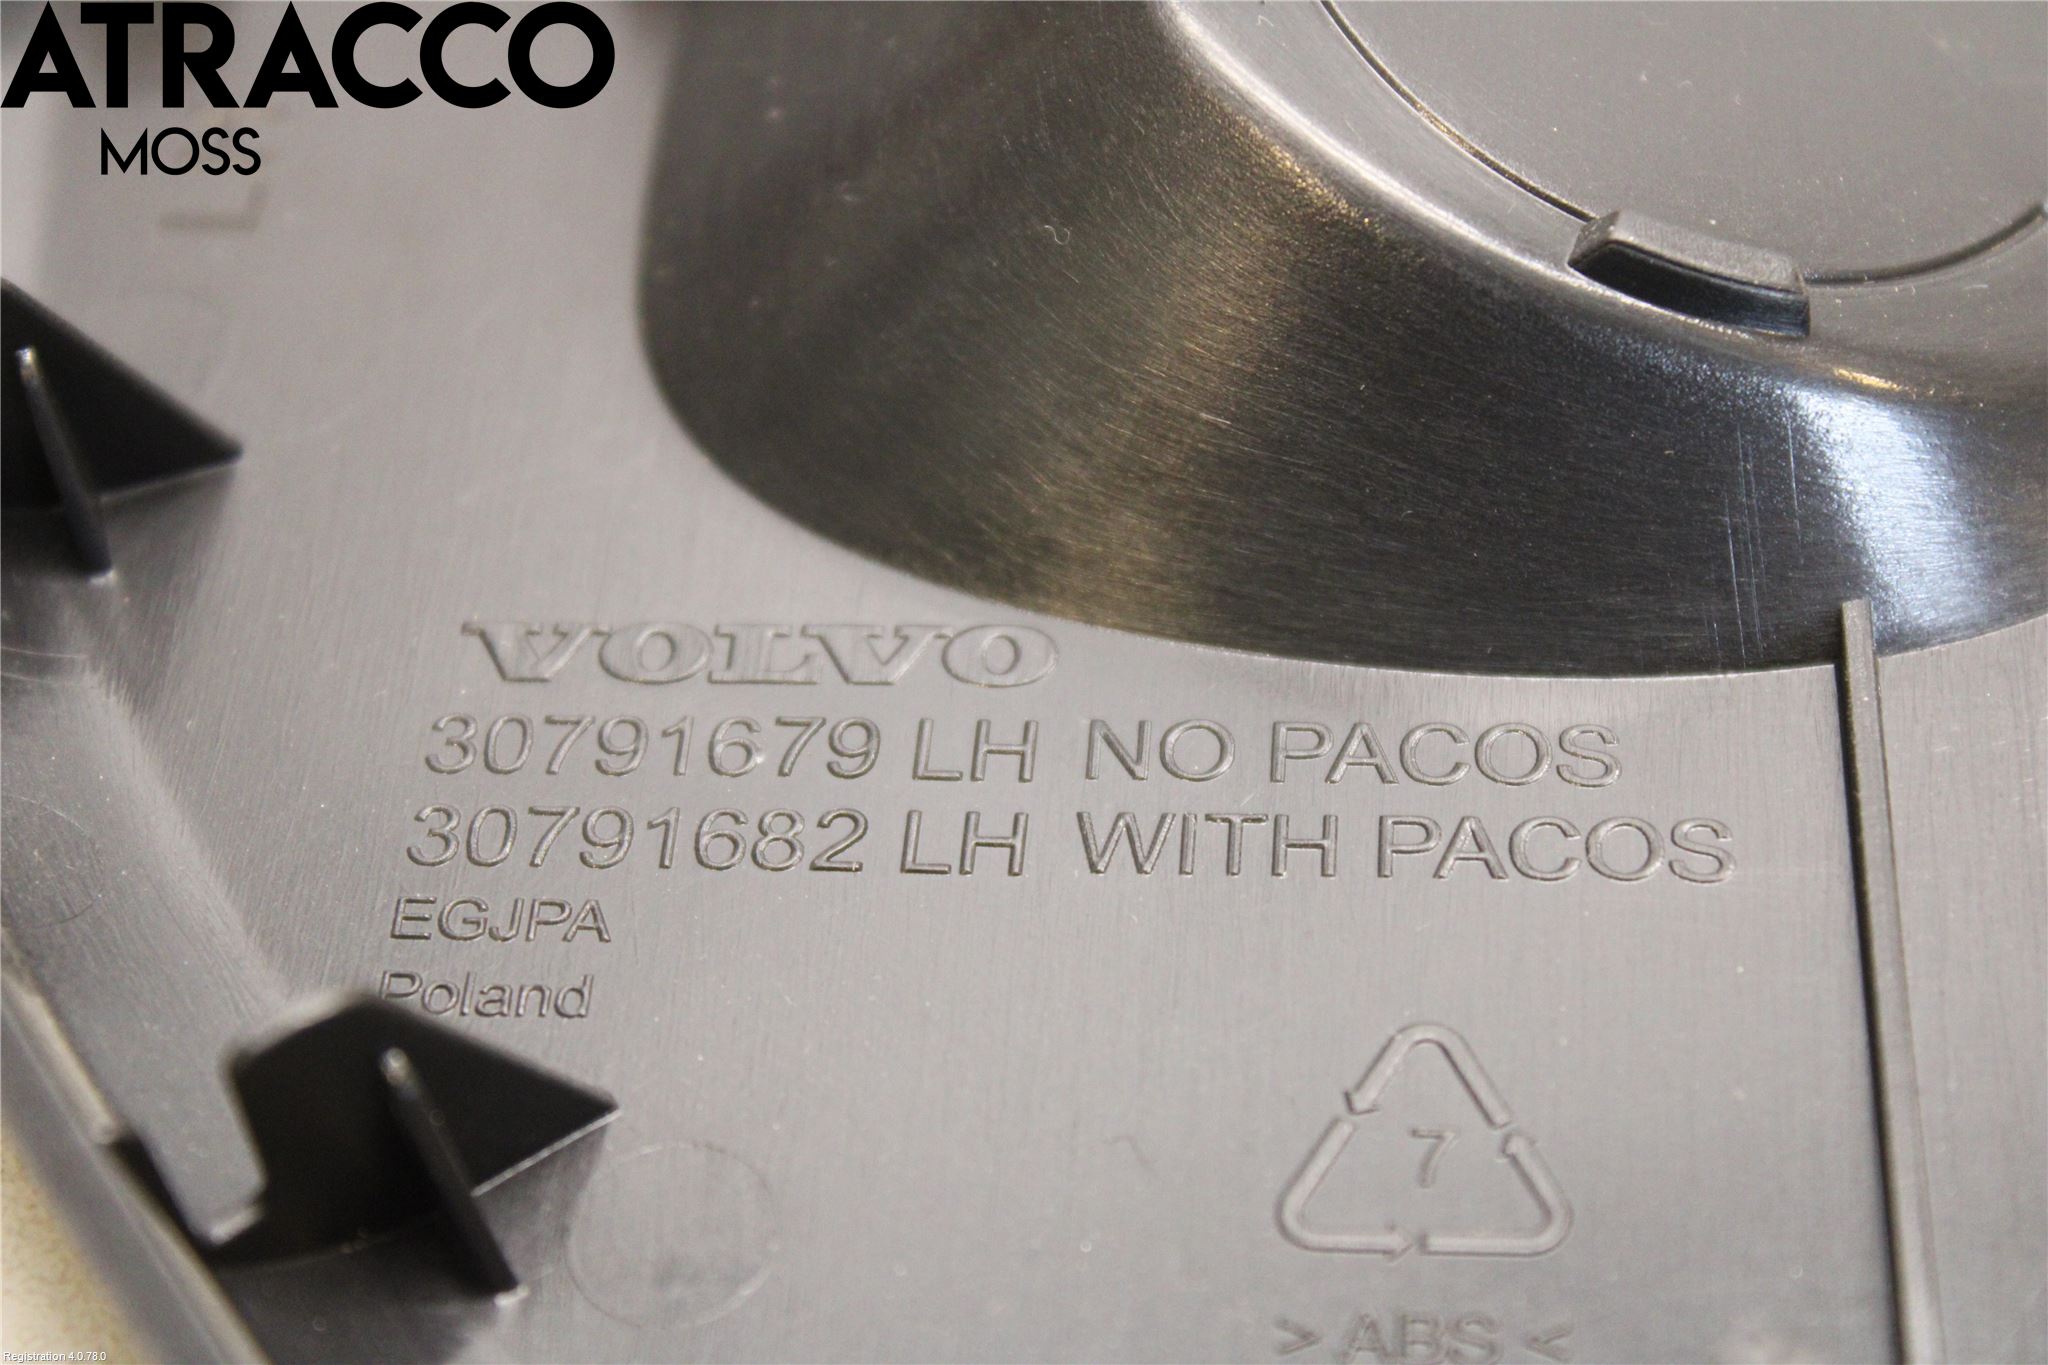 ATRACCO
MOSS
VOLVO
30791679 LH NO PACOS
30791682 LH WITH PACOS
EGJPA
Poland
7
>ABS<
Registration 4.0.78.0